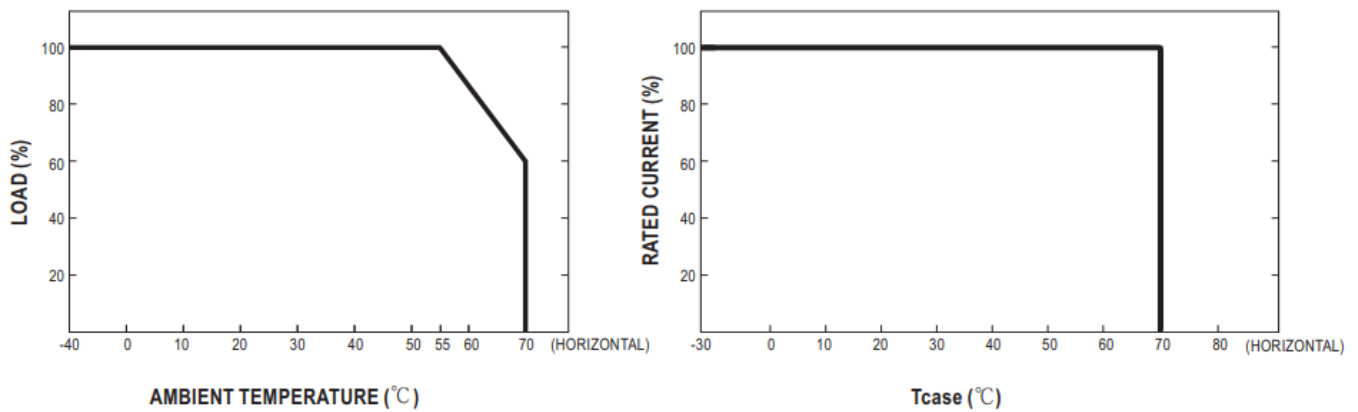 100
80
60
40
20
LOAD (%)
-40 0 10 20 30 40 50 55 60 70 (HORIZONTAL)
AMBIENT TEMPERATURE (℃)
100
80
60
40
20
RATED CURRENT (%)
-30 0 10 20 30 40 50 60 70 80 (HORIZONTAL)
Tcase (℃)